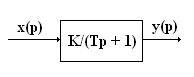 x(p)
K/(Tp + 1)
y(p)